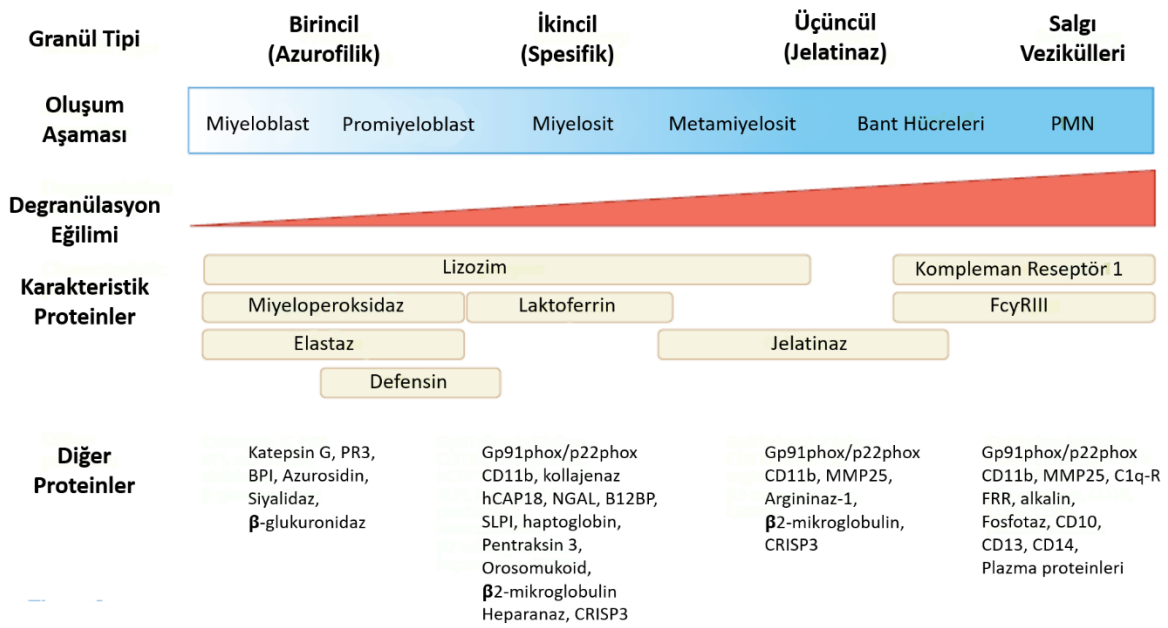 Granül Tipi
Birincil
(Azurofilik)
İkincil
(Spesifik)
Üçüncül
(Jelatinaz)
Salgı
Vezikülleri
Oluşum
Aşaması
Miyeloblast
Promiyeloblast
Miyelosit
Metamiyelosit
Bant Hücreleri
PMN
Degranülasyon
Eğilimi
Karakteristik
Proteinler
Lizozim
Kompleman Reseptör 1
Miyeloperoksidaz
Laktoferrin
FcyRIII
Elastaz
Jelatinaz
Defensin
Diğer
Proteinler
Katepsin G, PR3,
BPI, Azurosidin,
Siyalidaz,
β-glukuronidaz
Gp91phox/p22phox
CD11b, kollajenaz
hCAP18, NGAL, B12BP,
SLPI, haptoglobin,
Pentraksin 3,
Orosomukoid,
β2-mikroglobulin
Heparanaz, CRISP3
Gp91phox/p22phox
CD11b, MMP25,
Argininaz-1,
β2-mikroglobulin,
CRISP3
Gp91phox/p22phox
CD11b, MMP25, C1q-R
FRR, alkalin,
Fosfotaz, CD10,
CD13, CD14,
Plazma proteinleri